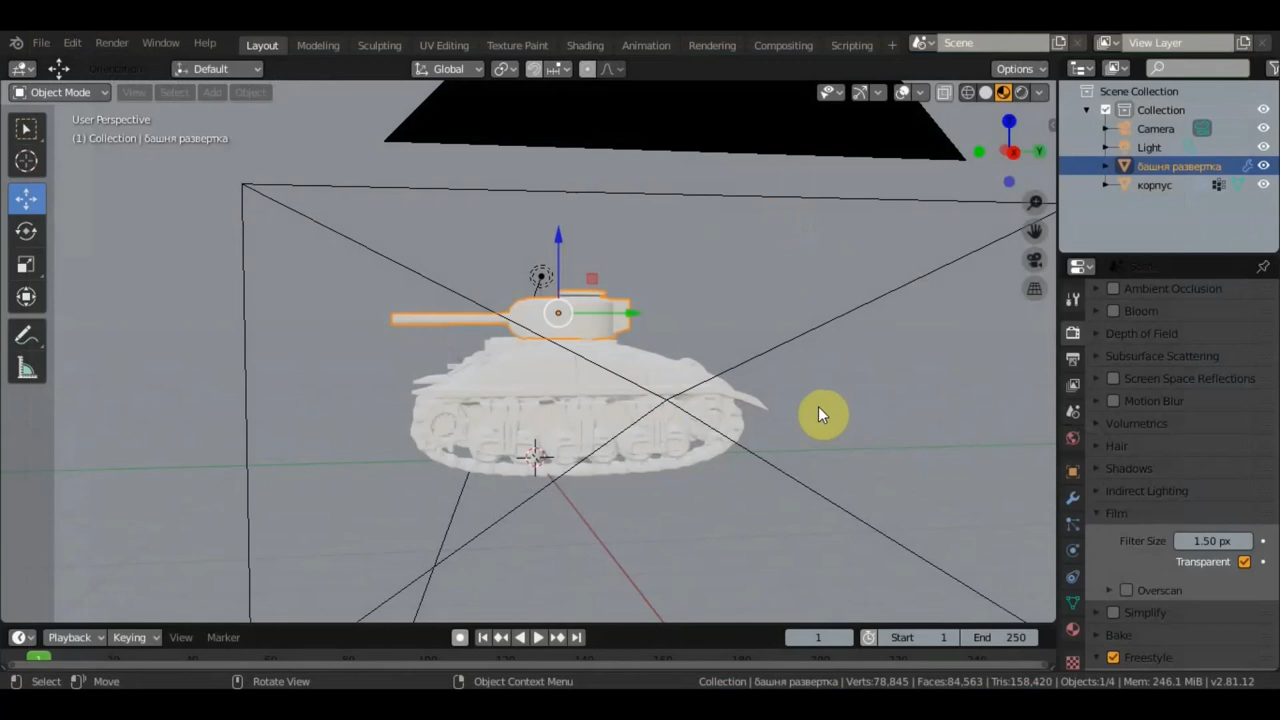 File Edit Render Window Help Layout Modeling Sculpting UV Editing Texture Paint Shading Animation Rendering Compositing Scripting + Scene View Layer
Default Global Options
Object Mode View Select Add Object
User Perspective
(1) Collection | башня развертка
X Y
Scene Collection
Collection
Camera
Light
башня развертка
корпус
Ambient Occlusion
Bloom
Depth of Field
Subsurface Scattering
Screen Space Reflections
Motion Blur
Volumetrics
Hair
Shadows
Indirect Lighting
Film
Filter Size 1.50 px
Transparent
Overscan
Simplify
Bake
Freestyle
Playback Keying View Marker 1 Start 1 End 250
1
Select Move Rotate View Object Context Menu Collection | башня развертка | Verts:78,845 | Faces:84,563 | Tris:158,420 | Objects:1/4 | Mem: 246.1 MiB | v2.81.12